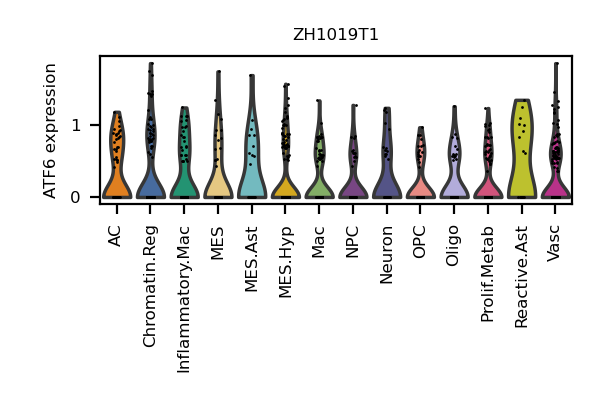 ZH1019T1
ATF6 expression
1
0
AC
Chromatin.Reg
Inflammatory.Mac
MES
MES.Ast
MES.Hyp
Mac
NPC
Neuron
OPC
Oligo
Prolif.Metab
Reactive.Ast
Vasc